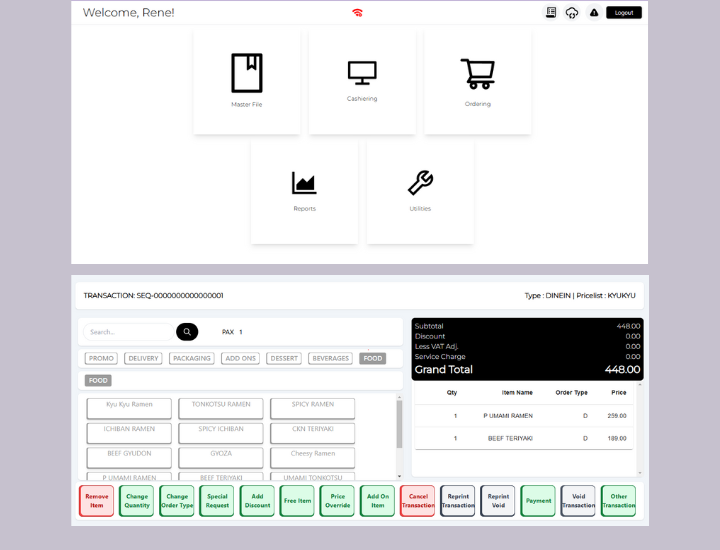 Welcome, Rene!
Logout
Master File
Cashiering
Ordering
Reports
Utilities
TRANSACTION: SEQ-0000000000000001
Type : DINEIN | Pricelist : KYUKYU
Search...
PAX 1
PROMO
DELIVERY
PACKAGING
ADD ONS
DESSERT
BEVERAGES
FOOD
FOOD
Kyu Kyu Ramen
TONKOTSU RAMEN
SPICY RAMEN
ICHIBAN RAMEN
SPICY ICHIBAN
CKN TERIYAKI
BEEF GYUDON
GYOZA
Cheesy Ramen
P UMAMI RAMEN
BEEF TERIYAKI
UMAMI TONKOTSU
Subtotal 448.00
Discount 0.00
Less VAT Adj. 0.00
Service Charge 0.00
Grand Total 448.00
Qty Item Name Order Type Price
1 P UMAMI RAMEN D 259.00
1 BEEF TERIYAKI D 189.00
Remove
Item
Change
Quantity
Change
Order Type
Special
Request
Add
Discount
Free Item
Price
Override
Add On
Item
Cancel
Transaction
Reprint
Transaction
Reprint
Void
Payment
Void
Transaction
Other
Transaction